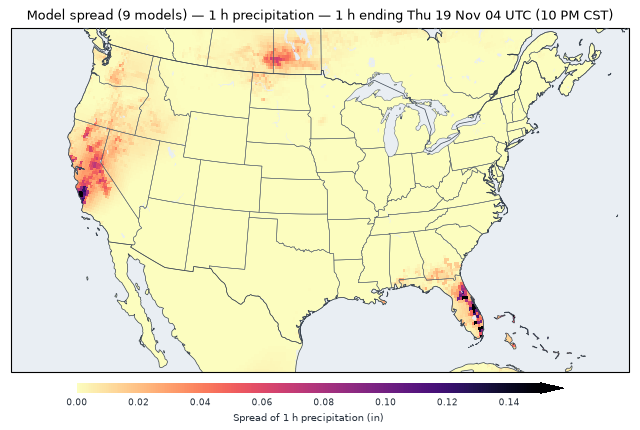 Model spread (9 models) — 1 h precipitation — 1 h ending Thu 19 Nov 04 UTC (10 PM CST)
0.00 0.02 0.04 0.06 0.08 0.10 0.12 0.14
Spread of 1 h precipitation (in)